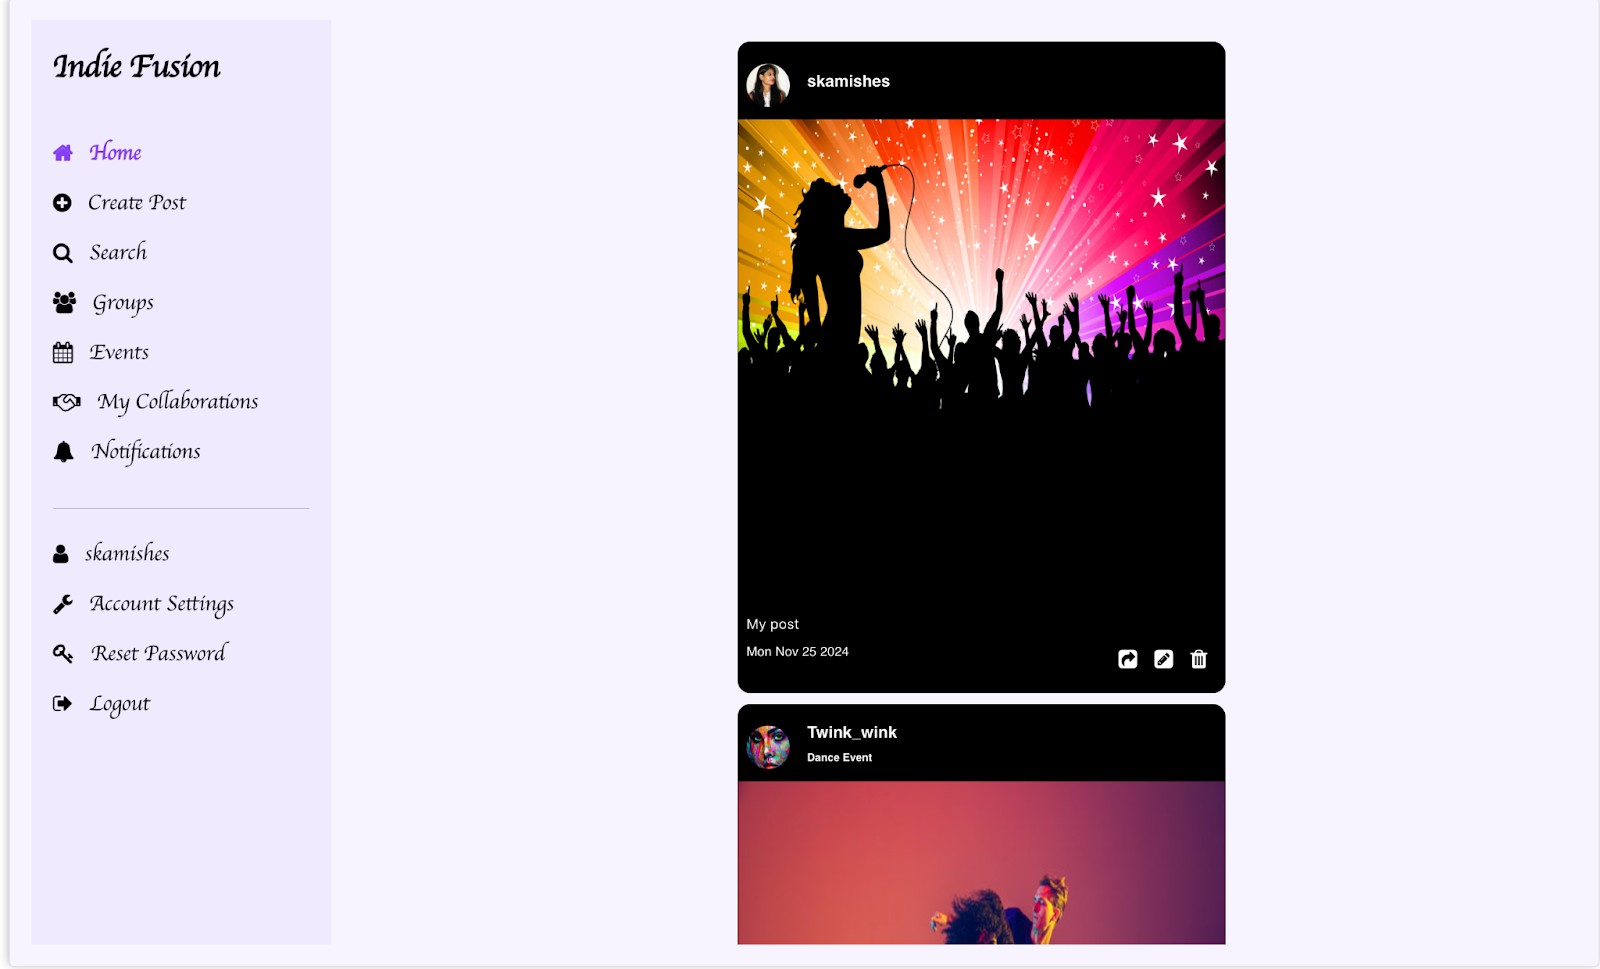 Indie Fusion
Home
Create Post
Search
Groups
Events
My Collaborations
Notifications
skamishes
Account Settings
Reset Password
Logout
skamishes
My post
Mon Nov 25 2024
Twink_wink
Dance Event